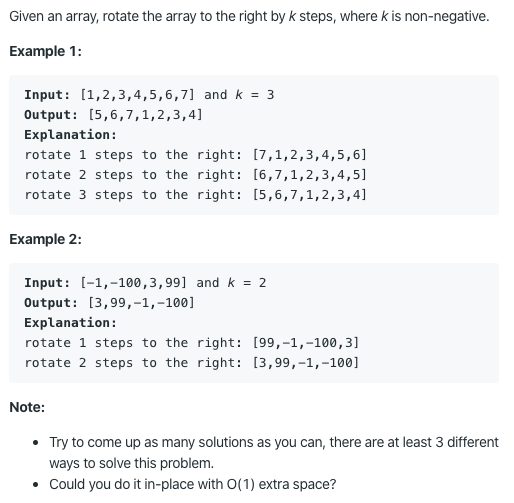 Given an array, rotate the array to the right by k steps, where k is non-negative.
Example 1:
Input: [1,2,3,4,5,6,7] and k = 3
Output: [5,6,7,1,2,3,4]
Explanation:
rotate 1 steps to the right: [7,1,2,3,4,5,6]
rotate 2 steps to the right: [6,7,1,2,3,4,5]
rotate 3 steps to the right: [5,6,7,1,2,3,4]
Example 2:
Input: [-1,-100,3,99] and k = 2
Output: [3,99,-1,-100]
Explanation:
rotate 1 steps to the right: [99,-1,-100,3]
rotate 2 steps to the right: [3,99,-1,-100]
Note:
• Try to come up as many solutions as you can, there are at least 3 different
ways to solve this problem.
• Could you do it in-place with O(1) extra space?